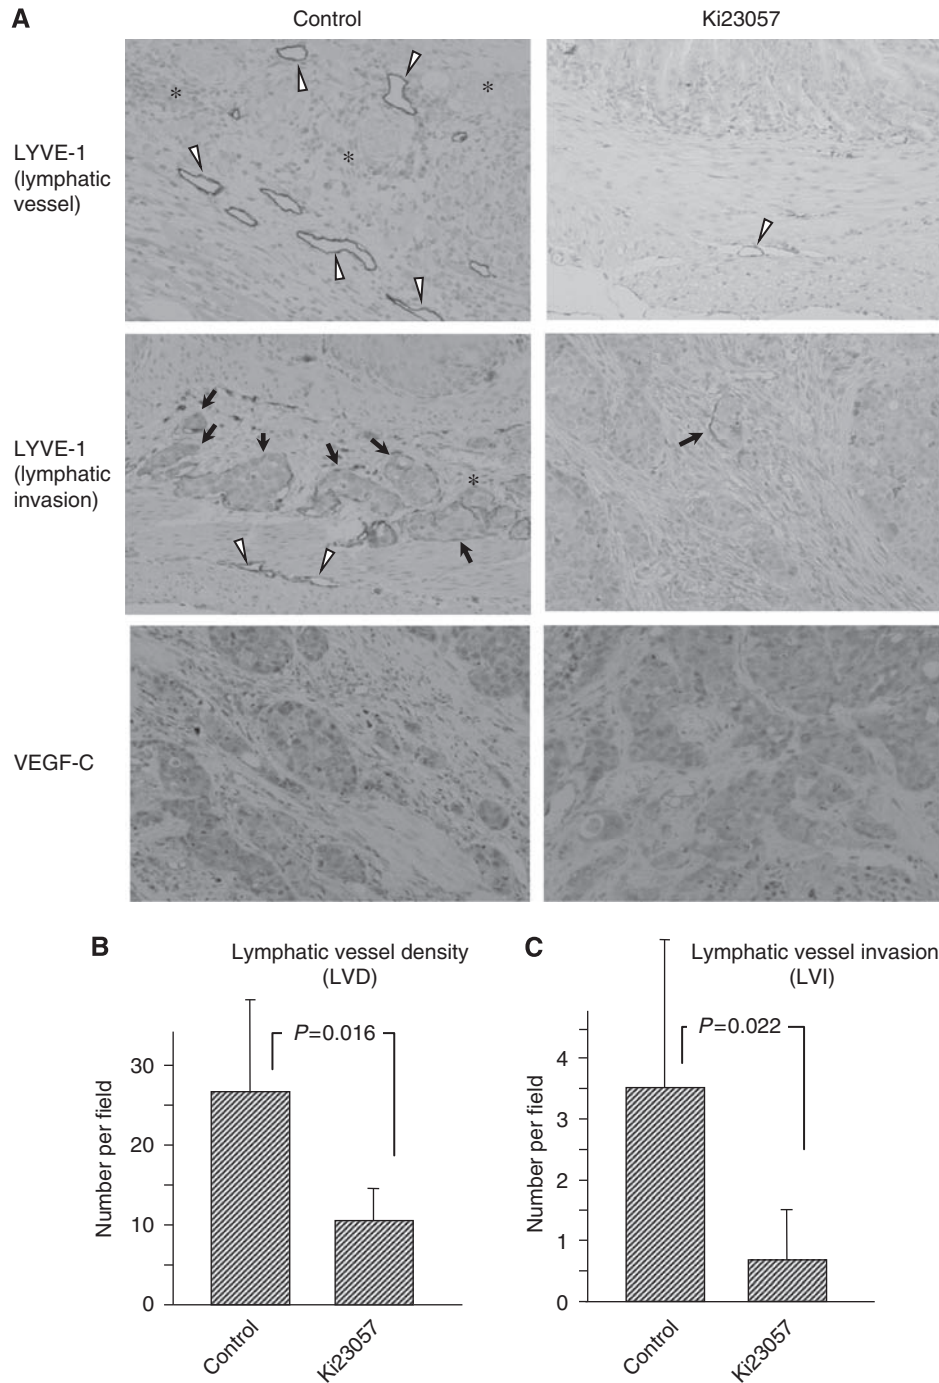 A
Control
Ki23057
LYVE-1
(lymphatic
vessel)
*
*
*
LYVE-1
(lymphatic
invasion)
*
VEGF-C
B
Lymphatic vessel density
(LVD)
P=0.016
Number per field
30
20
10
0
Control
Ki23057
C
Lymphatic vessel invasion
(LVI)
P=0.022
Number per field
4
3
2
1
0
Control
Ki23057